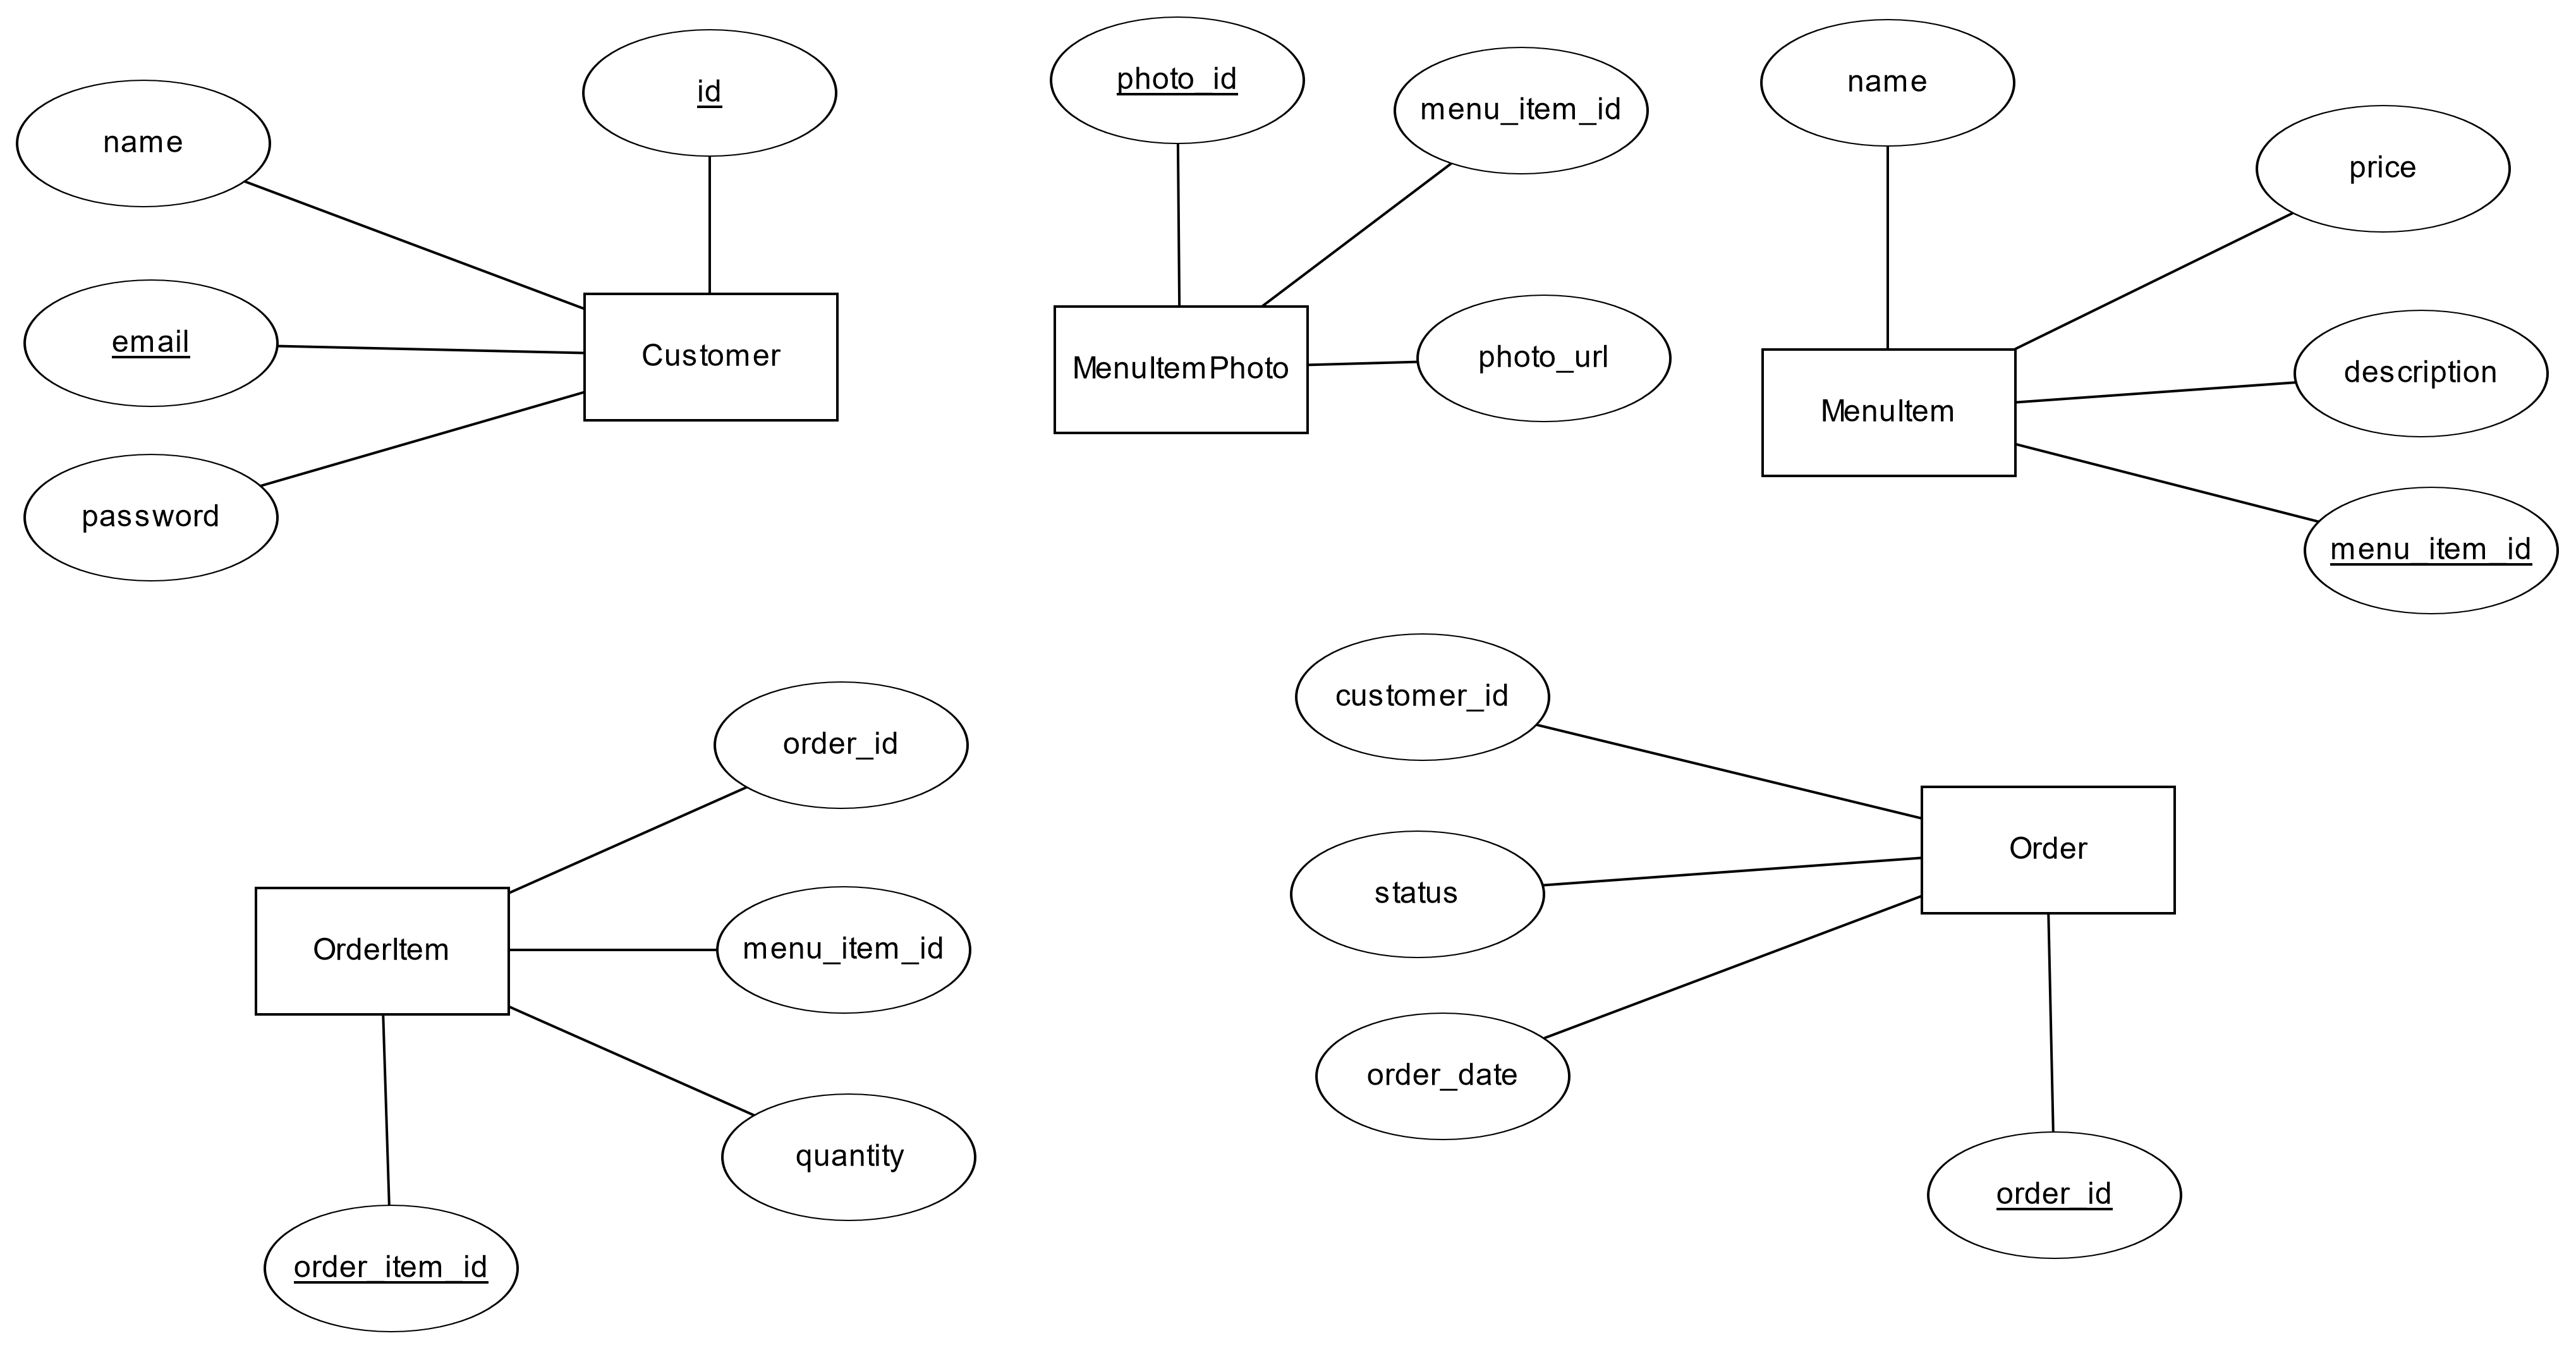 name
id
email
Customer
password
photo_id
menu_item_id
MenuItemPhoto
photo_url
name
price
MenuItem
description
menu_item_id
order_id
OrderItem
menu_item_id
quantity
order_item_id
customer_id
Order
status
order_date
order_id